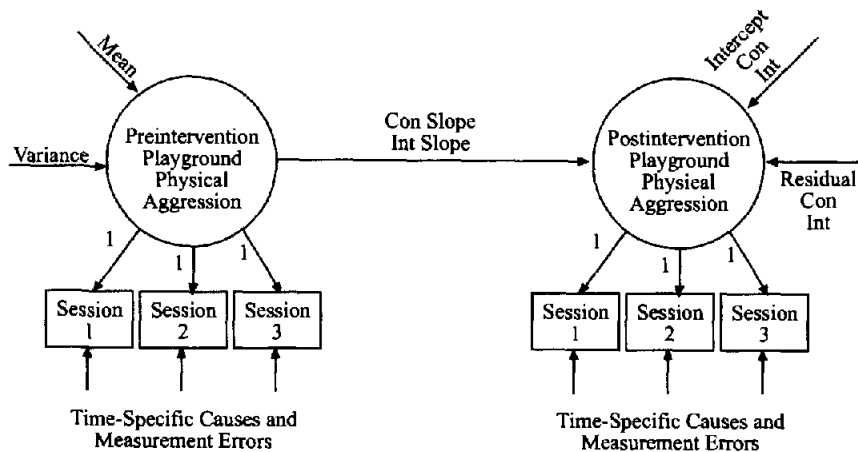 Mean
Variance
Preintervention
Playground
Physical
Aggression
1
1
1
Session
1
Session
2
Session
3
Time-Specific Causes and
Measurement Errors
Con Slope
Int Slope
Intercept
Con
Int
Postintervention
Playground
Physical
Aggression
Residual
Con
Int
1
1
1
Session
1
Session
2
Session
3
Time-Specific Causes and
Measurement Errors